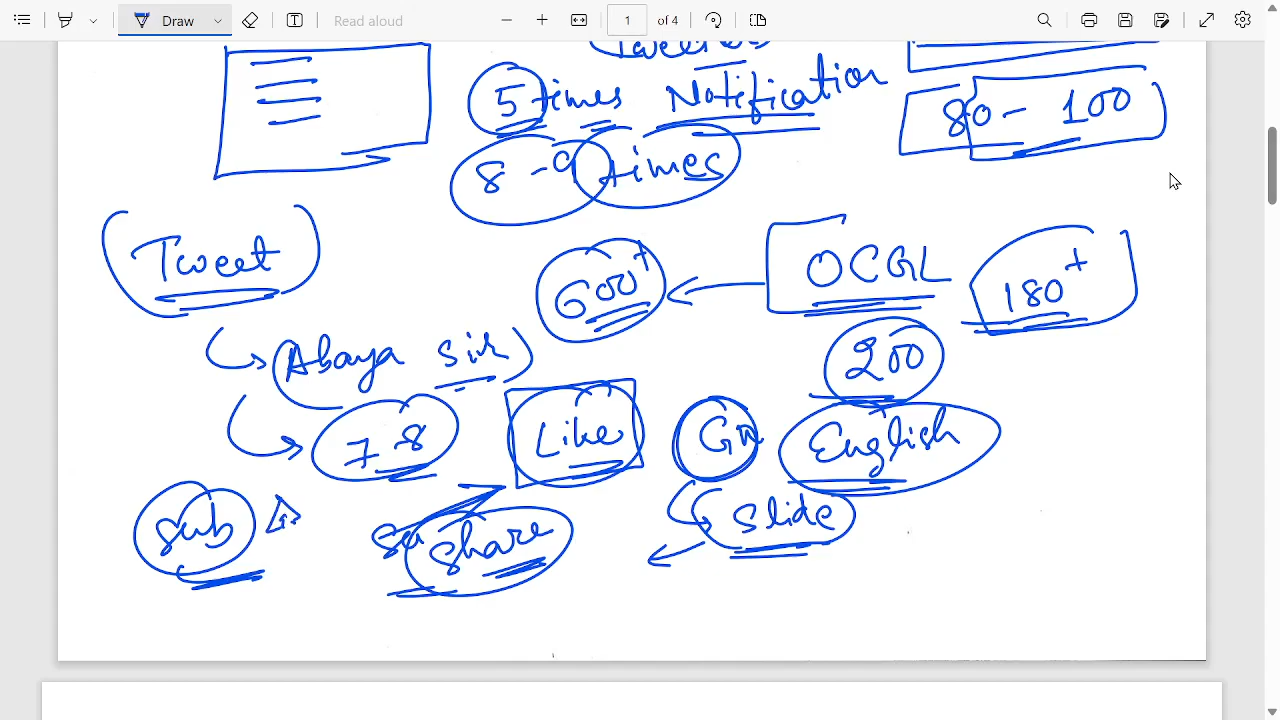 Draw
Read aloud
1
of 4
5 times Notification
80 - 100
8 - 9 times
Tweet
600+
OCGL
180+
Abaya Sir
200
7-8
Like
English
Sub
Share
Slide